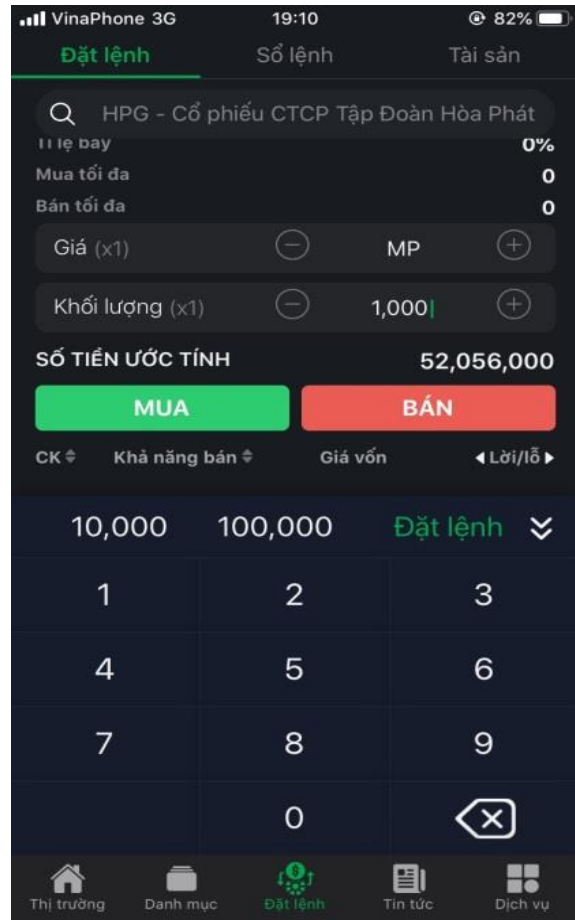 VinaPhone 3G 19:10 82%
Đặt lệnh Sổ lệnh Tài sản
HPG - Cổ phiếu CTCP Tập Đoàn Hòa Phát
Tỉ lệ bảy 0%
Mua tối đa 0
Bán tối đa 0
Giá (x1) MP
Khối lượng (x1) 1,000
SỐ TIỀN ƯỚC TÍNH 52,056,000
MUA BÁN
CK Khả năng bán Giá vốn Lời/lỗ
10,000 100,000 Đặt lệnh
1 2 3
4 5 6
7 8 9
0
Thị trường Danh mục Đặt lệnh Tin tức Dịch vụ